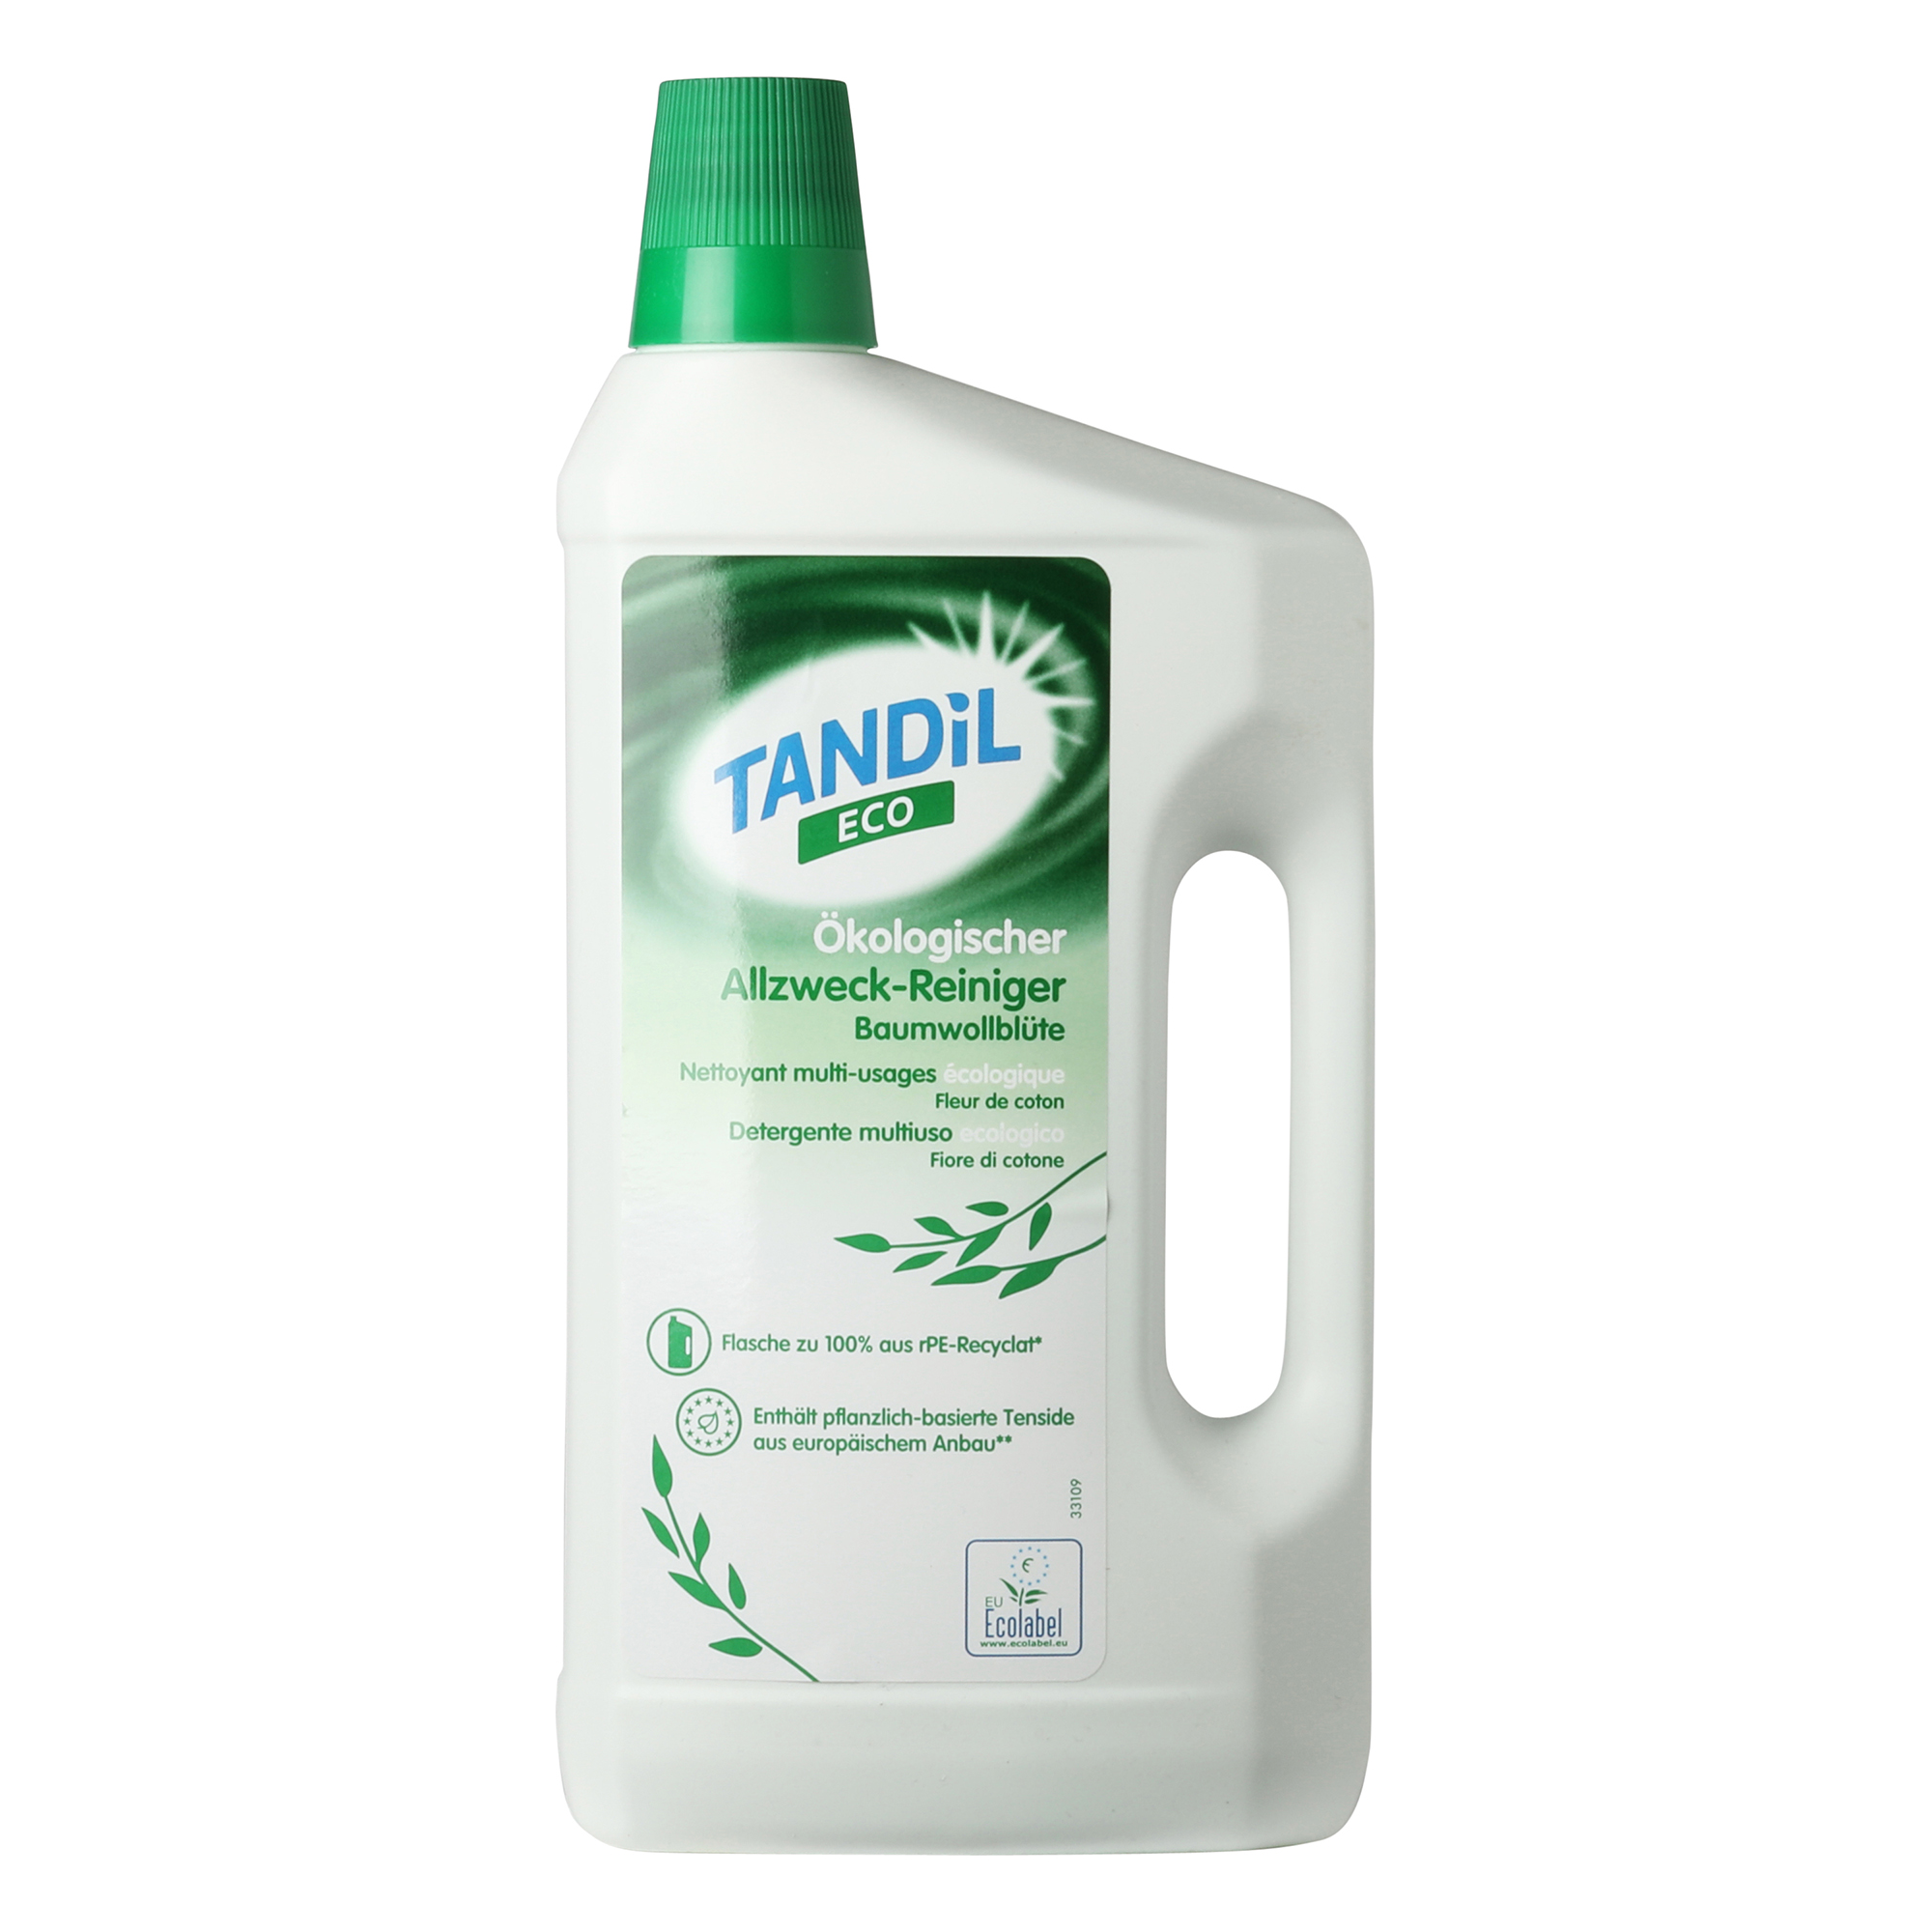 TANDiL
ECO
Ökologischer
Allzweck-Reiniger
Baumwollblüte
Nettoyant multi-usages écologique
Fleur de coton
Detergente multiuso ecologico
Fiore di cotone
Flasche zu 100% aus rPE-Recyclat*
Enthält pflanzlich-basierte Tenside
aus europäischem Anbau**
33109
EU
Ecolabel
www.ecolabel.eu